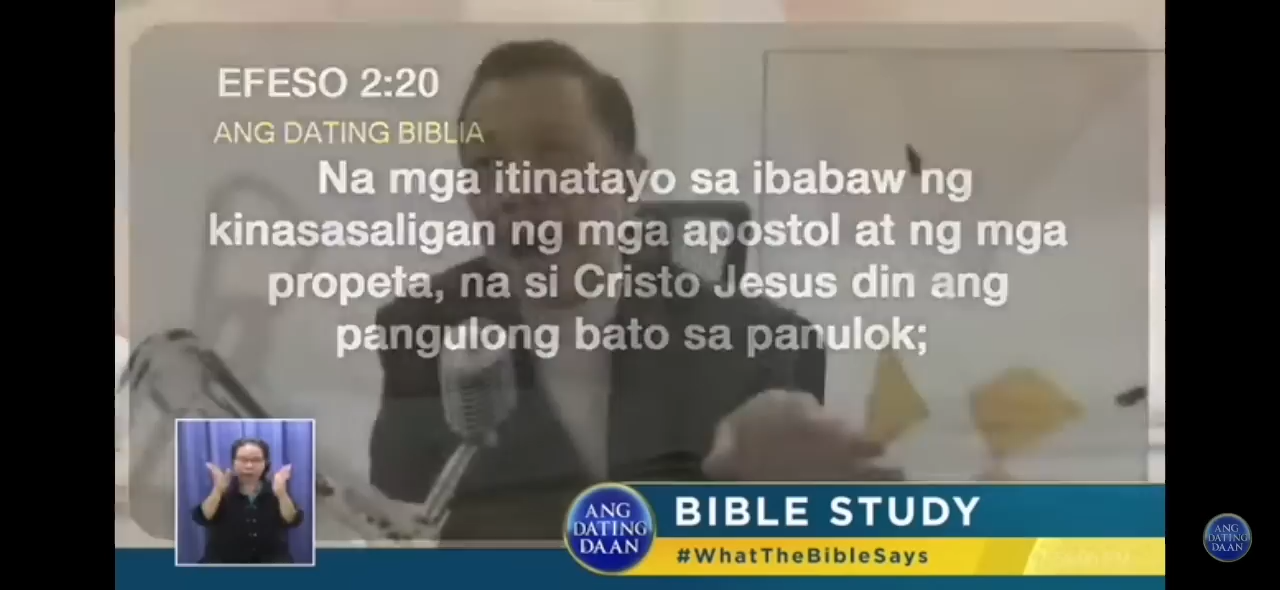 EFESO 2:20
ANG DATING BIBLIA
Na mga itinatayo sa ibabaw ng
kinasasaligan ng mga apostol at ng mga
propeta, na si Cristo Jesus din ang
pangulong bato sa panulok;
ANG
DATING
DAAN
BIBLE STUDY
#WhatTheBibleSays
ANG
DATING
DAAN